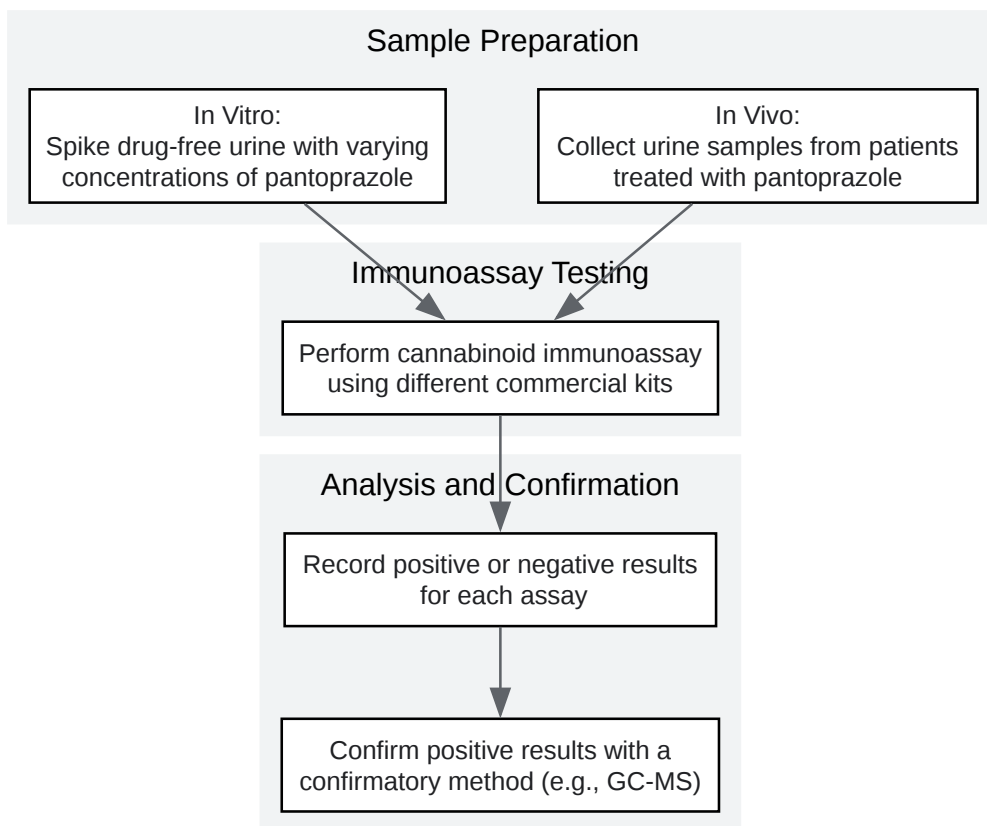 Sample Preparation
In Vitro:
Spike drug-free urine with varying
concentrations of pantoprazole
In Vivo:
Collect urine samples from patients
treated with pantoprazole
Immunoassay Testing
Perform cannabinoid immunoassay
using different commercial kits
Analysis and Confirmation
Record positive or negative results
for each assay
Confirm positive results with a
confirmatory method (e.g., GC-MS)